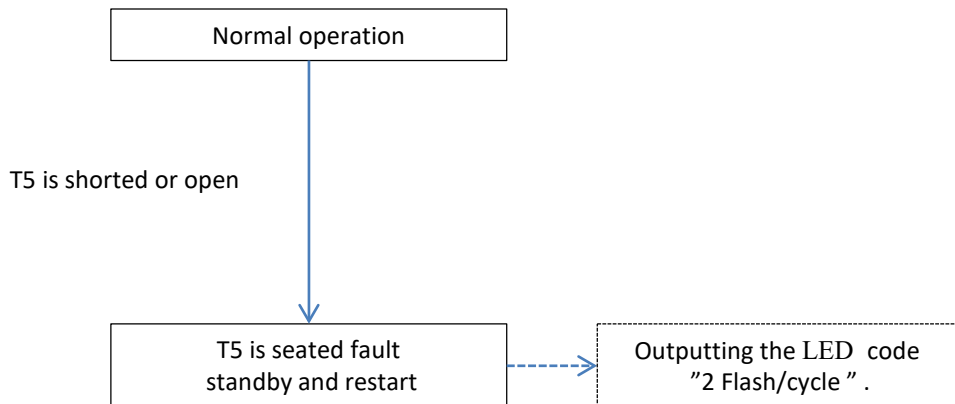 Normal operation
T5 is shorted or open
T5 is seated fault
standby and restart
Outputting the LED code
”2 Flash/cycle ” .